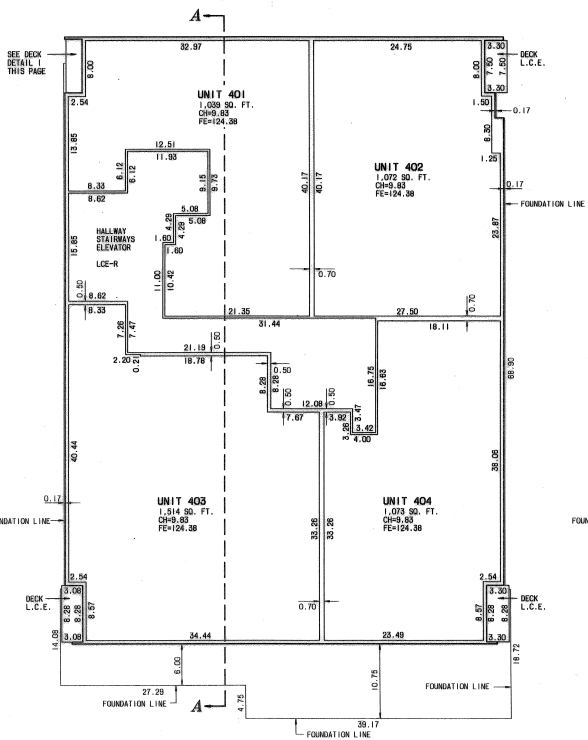 A
SEE DECK
DETAIL 1
THIS PAGE
32.97
24.75
3.30
DECK
L.C.E.
8.00
8.00
7.50
7.50
3.30
2.54
1.50
0.17
UNIT 401
1,039 SQ. FT.
CH=9.83
FE=124.38
13.85
12.51
11.93
6.12
6.12
8.33
8.62
9.15
9.73
5.08
5.08
4.29
4.29
1.60
1.60
40.17
40.17
UNIT 402
1,072 SQ. FT.
CH=9.83
FE=124.38
8.30
1.25
0.17
FOUNDATION LINE
23.87
HALLWAY
STAIRWAYS
ELEVATOR
LCE-R
15.85
11.00
10.42
0.70
0.50
8.62
8.33
21.35
31.44
27.50
0.70
18.11
7.26
7.47
2.20
0.21
21.19
18.78
0.50
0.50
8.28
8.28
0.50
12.08
7.67
0.50
3.92
3.47
3.26
3.42
4.00
16.75
16.63
68.90
40.44
38.06
0.17
NDATION LINE
UNIT 403
1,514 SQ. FT.
CH=9.83
FE=124.38
33.26
33.26
UNIT 404
1,073 SQ. FT.
CH=9.83
FE=124.38
FOUN
2.54
3.08
DECK
L.C.E.
8.28
8.28
8.57
3.08
0.70
34.44
23.49
2.54
3.30
8.57
8.28
8.28
3.30
DECK
L.C.E.
14.08
6.00
10.75
18.72
27.29
FOUNDATION LINE
A
4.75
FOUNDATION LINE
39.17
FOUNDATION LINE